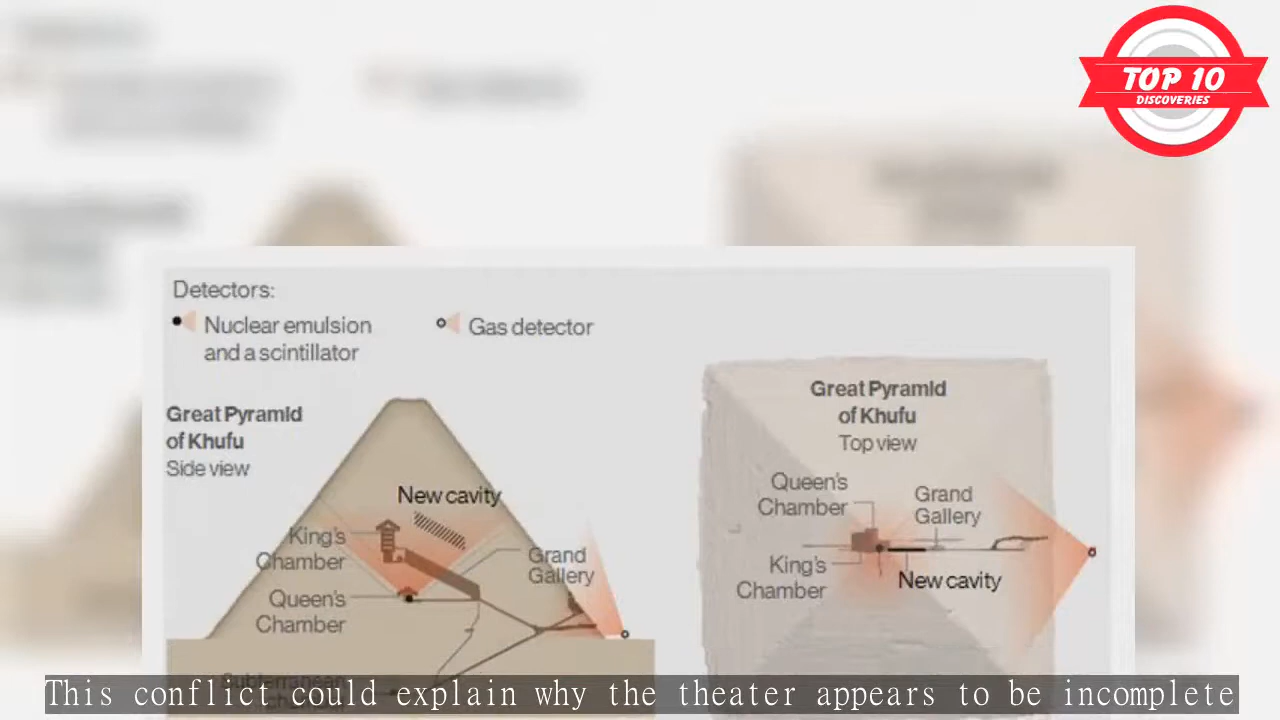 TOP 10
DISCOVERIES
Detectors:
Nuclear emulsion
and a scintillator
Gas detector
Great Pyramid
of Khufu
Side view
New cavity
King's
Chamber
Grand
Gallery
Queen's
Chamber
Subterranean
chamber
Great Pyramid
of Khufu
Top view
Queen's
Chamber
Grand
Gallery
King's
Chamber
New cavity
This conflict could explain why the theater appears to be incomplete